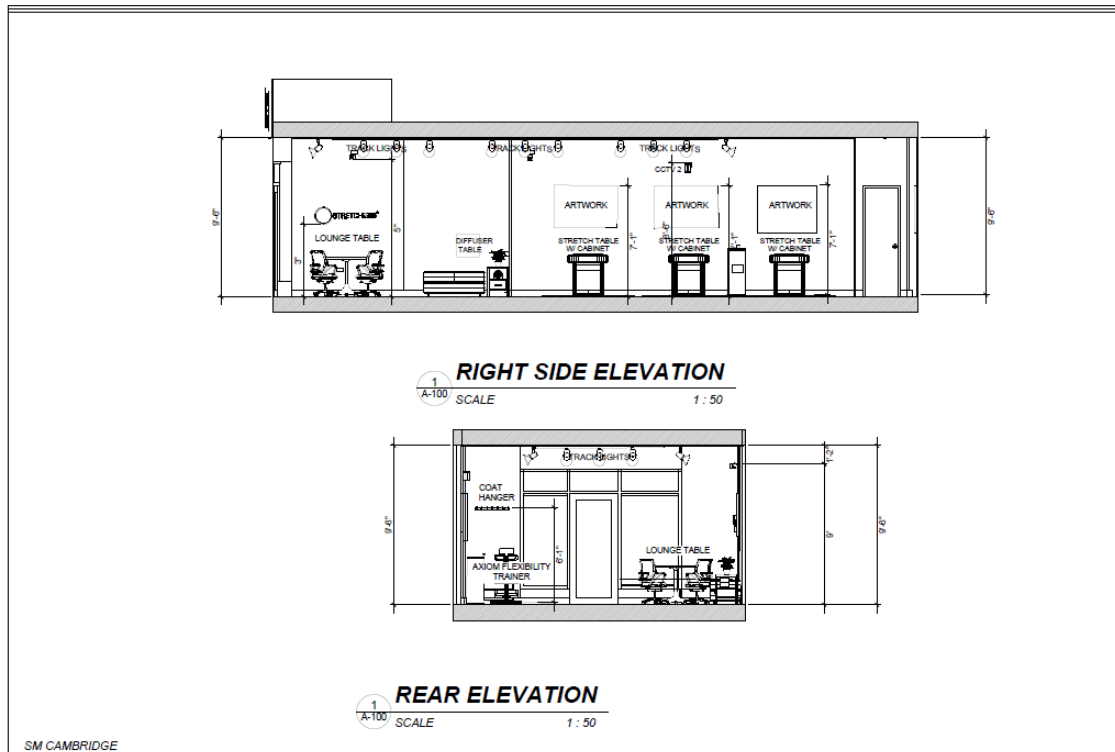 TRACK LIGHTS
TRACK LIGHTS
TRACK LIGHTS
CCTV 2
ARTWORK
ARTWORK
ARTWORK
9'-6"
9'-6"
LOUNGE TABLE
DIFFUSER
TABLE
STRETCH TABLE
W/ CABINET
STRETCH TABLE
W/ CABINET
STRETCH TABLE
W/ CABINET
3"
5"
7'-1"
7'-1"
1
A-100
RIGHT SIDE ELEVATION
SCALE
1 : 50
TRACK LIGHTS
1'-2"
COAT
HANGER
9'-6"
6'-1"
9'
9'-6"
LOUNGE TABLE
AXIOM FLEXIBILITY
TRAINER
1
A-100
REAR ELEVATION
SCALE
1 : 50
SM CAMBRIDGE